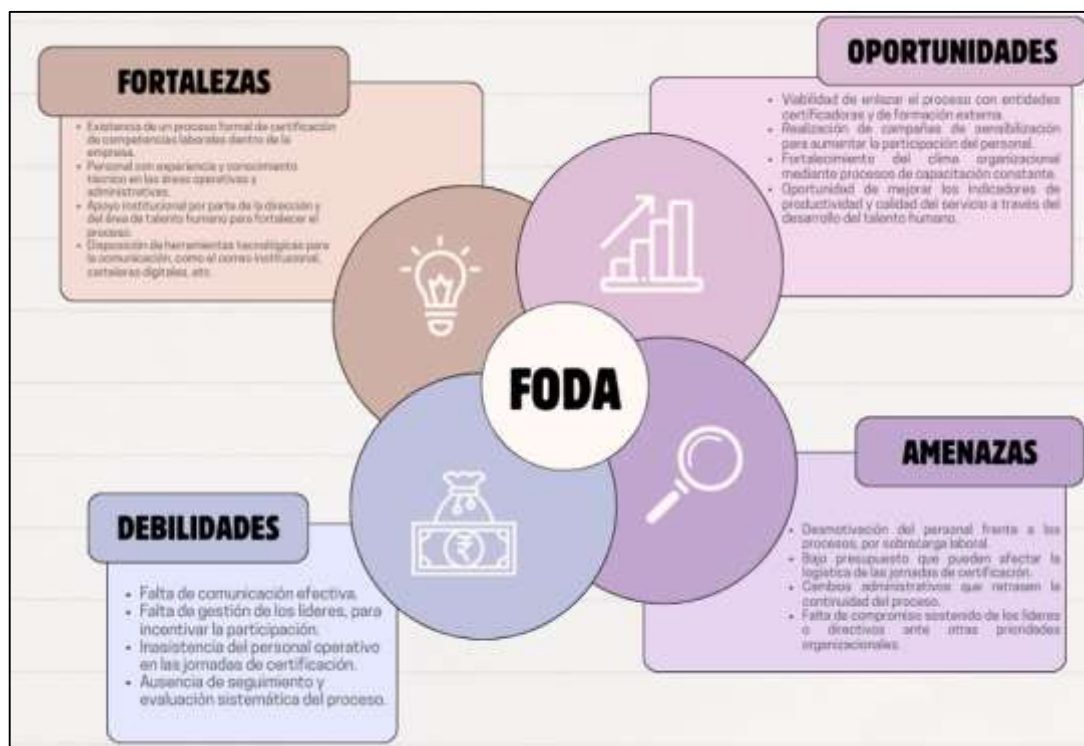 FORTALEZAS
• Existencia de un proceso formal de certificación
de competencias laborales dentro de la
empresa.
• Personal con experiencia y conocimiento
técnico en las áreas operativas y
administrativas.
• Apoyo institucional por parte de la dirección y
del área de talento humano para fortalecer el
proceso.
• Disposición de herramientas tecnológicas para
la comunicación, como el correo institucional,
carteleras digitales, etc.
OPORTUNIDADES
• Viabilidad de enlazar el proceso con entidades
certificadoras y de formación externa.
• Realización de campañas de sensibilización
para aumentar la participación del personal.
• Fortalecimiento del clima organizacional
mediante procesos de capacitación constante.
• Oportunidad de mejorar los indicadores de
productividad y calidad del servicio a través del
desarrollo del talento humano.
FODA
DEBILIDADES
• Falta de comunicación efectiva.
• Falta de gestión de los líderes, para
incentivar la participación.
• Inasistencia del personal operativo
en las jornadas de certificación.
• Ausencia de seguimiento y
evaluación sistemática del proceso.
AMENAZAS
• Desmotivación del personal frente a los
procesos, por sobrecarga laboral.
• Bajo presupuesto que pueden afectar la
logística de las jornadas de certificación.
• Cambios administrativos que retrasen la
continuidad del proceso.
• Falta de compromiso sostenido de los líderes
o directivos ante otras prioridades
organizacionales.